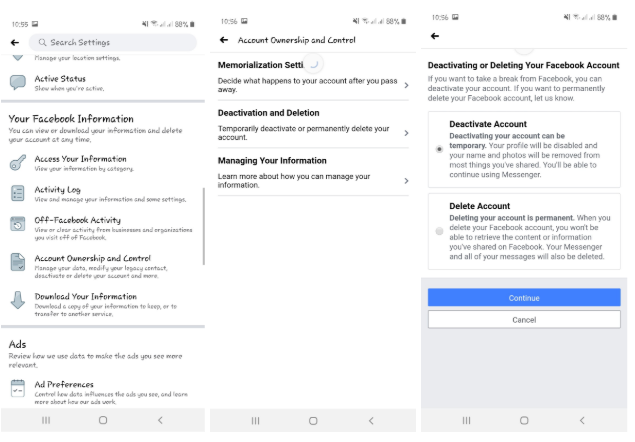 10:55
88%
Search Settings
Manage your location settings.
Active Status
Show when you're active.
Your Facebook Information
You can view or download your information and delete
your account at any time.
Access Your Information
View your information by category.
Activity Log
View and manage your information and some settings.
Off-Facebook Activity
View or clear activity from businesses and organizations
you visit off of Facebook.
Account Ownership and Control
Manage your data, modify your legacy contact,
deactivate or delete your account and more.
Download Your Information
Download a copy of your information to keep, or to
transfer to another service.
Ads
Review how we use data to make the ads you see more
relevant.
Ad Preferences
Control how data influences the ads you see, and learn
more about how our ads work.
10:56
88%
Account Ownership and Control
Memorialization Setti
Decide what happens to your account after you pass
away.
Deactivation and Deletion
Temporarily deactivate or permanently delete your
account.
Managing Your Information
Learn more about how you can manage your
information.
10:56
88%
Deactivating or Deleting Your Facebook Account
If you want to take a break from Facebook, you can
deactivate your account. If you want to permanently
delete your Facebook account, let us know.
Deactivate Account
Deactivating your account can be
temporary. Your profile will be disabled and
your name and photos will be removed from
most things you've shared. You'll be able to
continue using Messenger.
Delete Account
Deleting your account is permanent. When you
delete your Facebook account, you won't be
able to retrieve the content or information
you've shared on Facebook. Your Messenger
and all of your messages will also be deleted.
Continue
Cancel